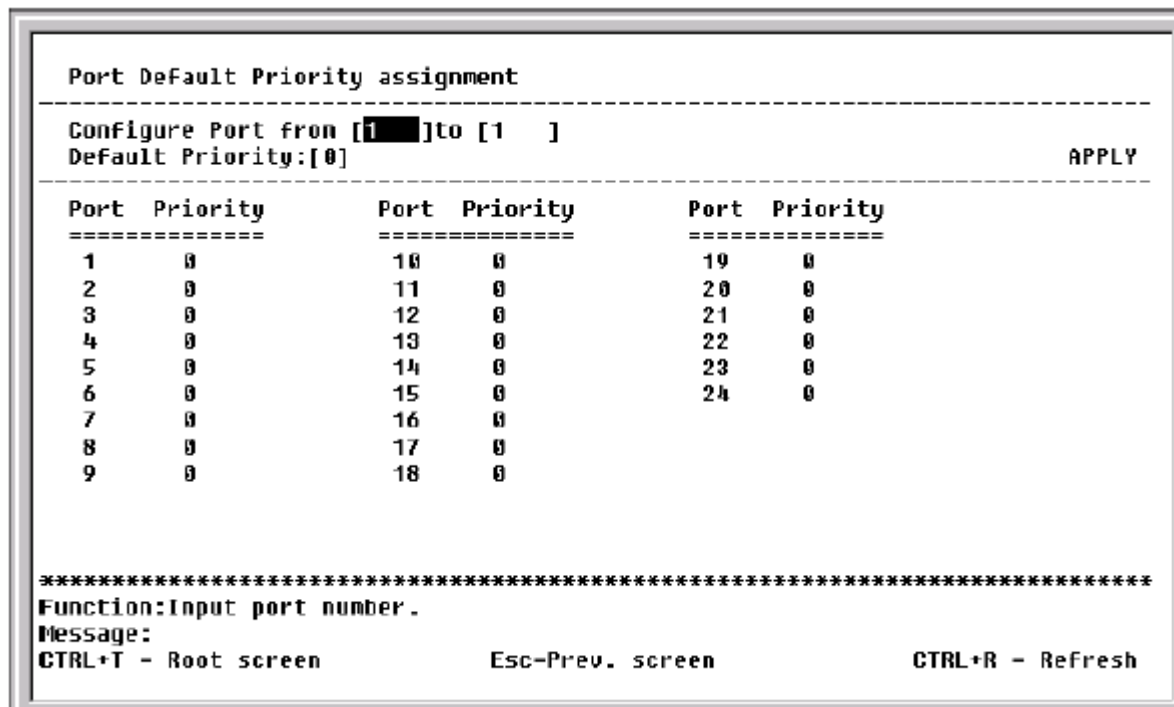 Port Default Priority assignment
--------------------------------------------------------------------------------
Configure Port from [1   ]to [1   ]
Default Priority:[0] APPLY
--------------------------------------------------------------------------------
Port Priority Port Priority Port Priority
============== ============== ==============
1 0 10 0 19 0
2 0 11 0 20 0
3 0 12 0 21 0
4 0 13 0 22 0
5 0 14 0 23 0
6 0 15 0 24 0
7 0 16 0
8 0 17 0
9 0 18 0
********************************************************************************
Function:Input port number.
Message:
CTRL+T - Root screen Esc-Prev. screen CTRL+R - Refresh